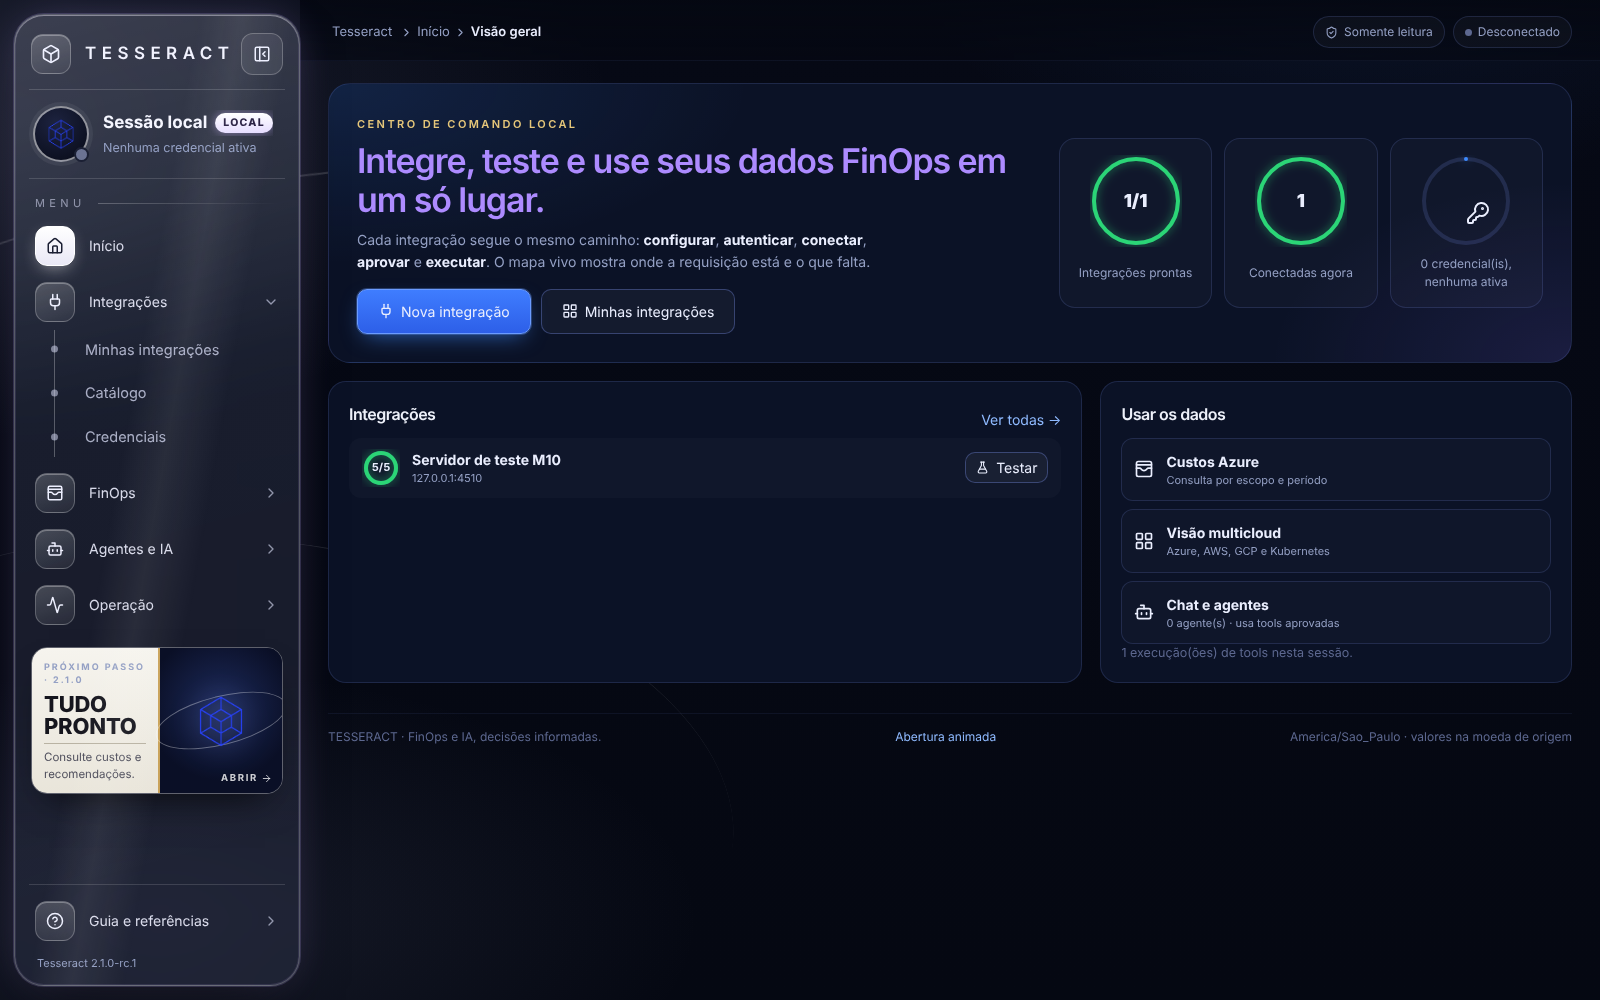 TESSERACT
Sessão local LOCAL
Nenhuma credencial ativa
MENU
Início
Integrações
Minhas integrações
Catálogo
Credenciais
FinOps
Agentes e IA
Operação
PRÓXIMO PASSO
· 2.1.0
TUDO
PRONTO
Consulte custos e
recomendações.
ABRIR →
Guia e referências
Tesseract 2.1.0-rc.1
Tesseract › Início › Visão geral
Somente leitura
Desconectado
CENTRO DE COMANDO LOCAL
Integre, teste e use seus dados FinOps em
um só lugar.
Cada integração segue o mesmo caminho: configurar, autenticar, conectar,
aprovar e executar. O mapa vivo mostra onde a requisição está e o que falta.
Nova integração
Minhas integrações
1/1
Integrações prontas
1
Conectadas agora
0 credencial(is),
nenhuma ativa
Integrações
Ver todas →
5/5
Servidor de teste M10
127.0.0.1:4510
Testar
Usar os dados
Custos Azure
Consulta por escopo e período
Visão multicloud
Azure, AWS, GCP e Kubernetes
Chat e agentes
0 agente(s) · usa tools aprovadas
1 execução(ões) de tools nesta sessão.
TESSERACT · FinOps e IA, decisões informadas.
Abertura animada
America/Sao_Paulo · valores na moeda de origem